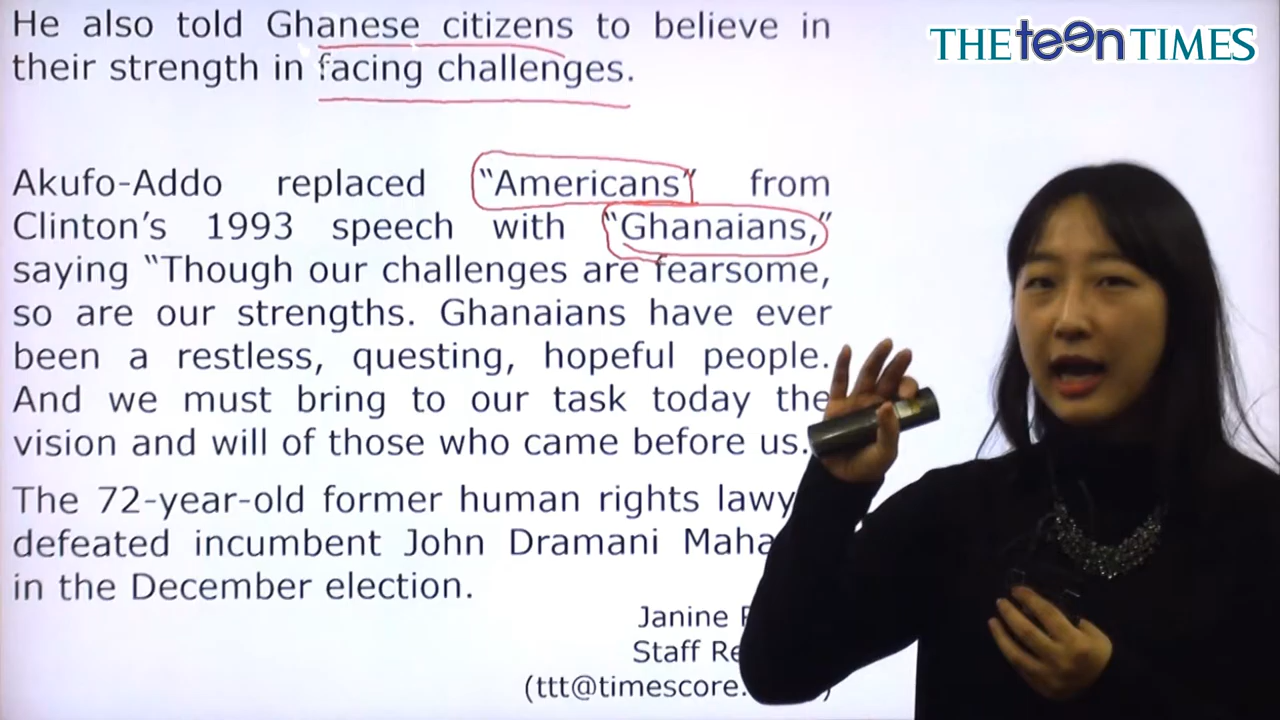 THE teen TIMES
He also told Ghanese citizens to believe in
their strength in facing challenges.
Akufo-Addo replaced "Americans" from
Clinton's 1993 speech with "Ghanaians,"
saying "Though our challenges are fearsome,
so are our strengths. Ghanaians have ever
been a restless, questing, hopeful people.
And we must bring to our task today the
vision and will of those who came before us.
The 72-year-old former human rights
defeated incumbent John Dramani
in the December election.
Janine
Staff
(ttt@timescore.